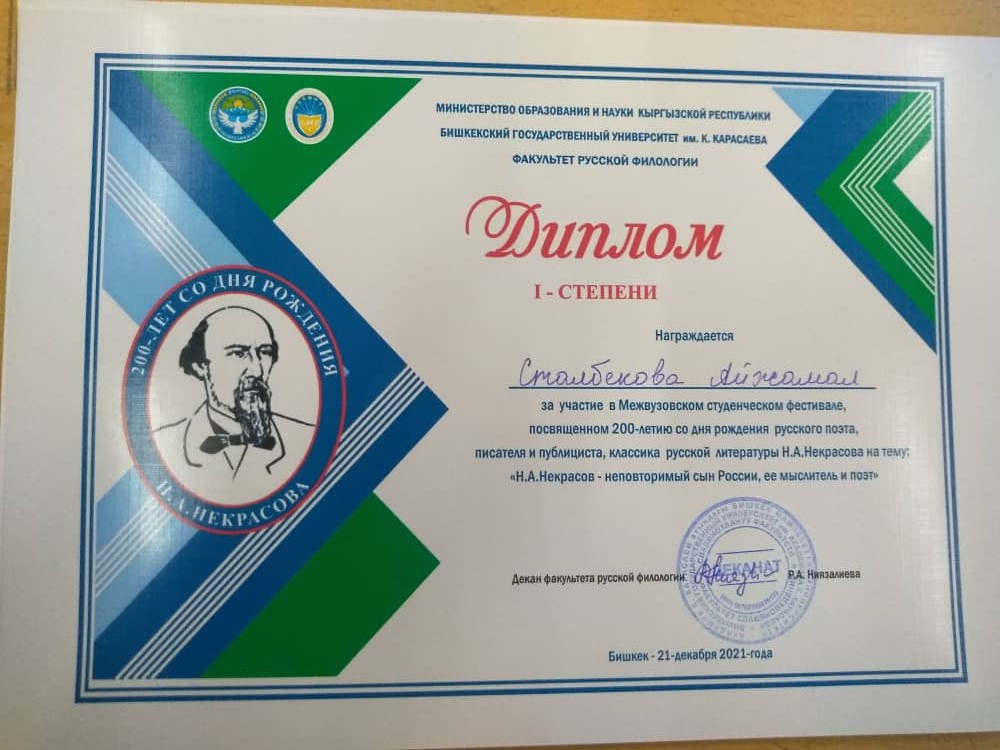 МИНИСТЕРСТВО ОБРАЗОВАНИЯ И НАУКИ КЫРГЫЗСКОЙ РЕСПУБЛИКИ
БИШКЕКСКИЙ ГОСУДАРСТВЕННЫЙ УНИВЕРСИТЕТ им. К. КАРАСАЕВА
ФАКУЛЬТЕТ РУССКОЙ ФИЛОЛОГИИ
Диплом
I - СТЕПЕНИ
200-ЛЕТ СО ДНЯ РОЖДЕНИЯ
Н.А.НЕКРАСОВА
Награждается
Сталбекова Айжамал
за участие в Межвузовском студенческом фестивале,
посвященном 200-летию со дня рождения русского поэта,
писателя и публициста, классика русской литературы Н.А.Некрасова на тему:
«Н.А.Некрасов - неповторимый сын России, ее мыслитель и поэт»
Декан факультета русской филологии Р.А. Ниязалиева
ДЕКАНАТ
Бишкек - 21-декабря 2021-года